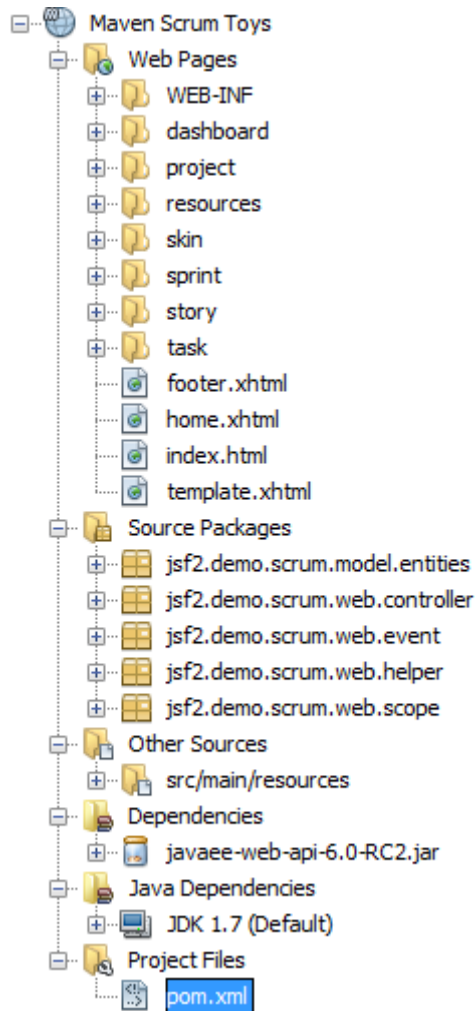 Maven Scrum Toys
Web Pages
WEB-INF
dashboard
project
resources
skin
sprint
story
task
footer.xhtml
home.xhtml
index.html
template.xhtml
Source Packages
jsf2.demo.scrum.model.entities
jsf2.demo.scrum.web.controller
jsf2.demo.scrum.web.event
jsf2.demo.scrum.web.helper
jsf2.demo.scrum.web.scope
Other Sources
src/main/resources
Dependencies
javaee-web-api-6.0-RC2.jar
Java Dependencies
JDK 1.7 (Default)
Project Files
pom.xml